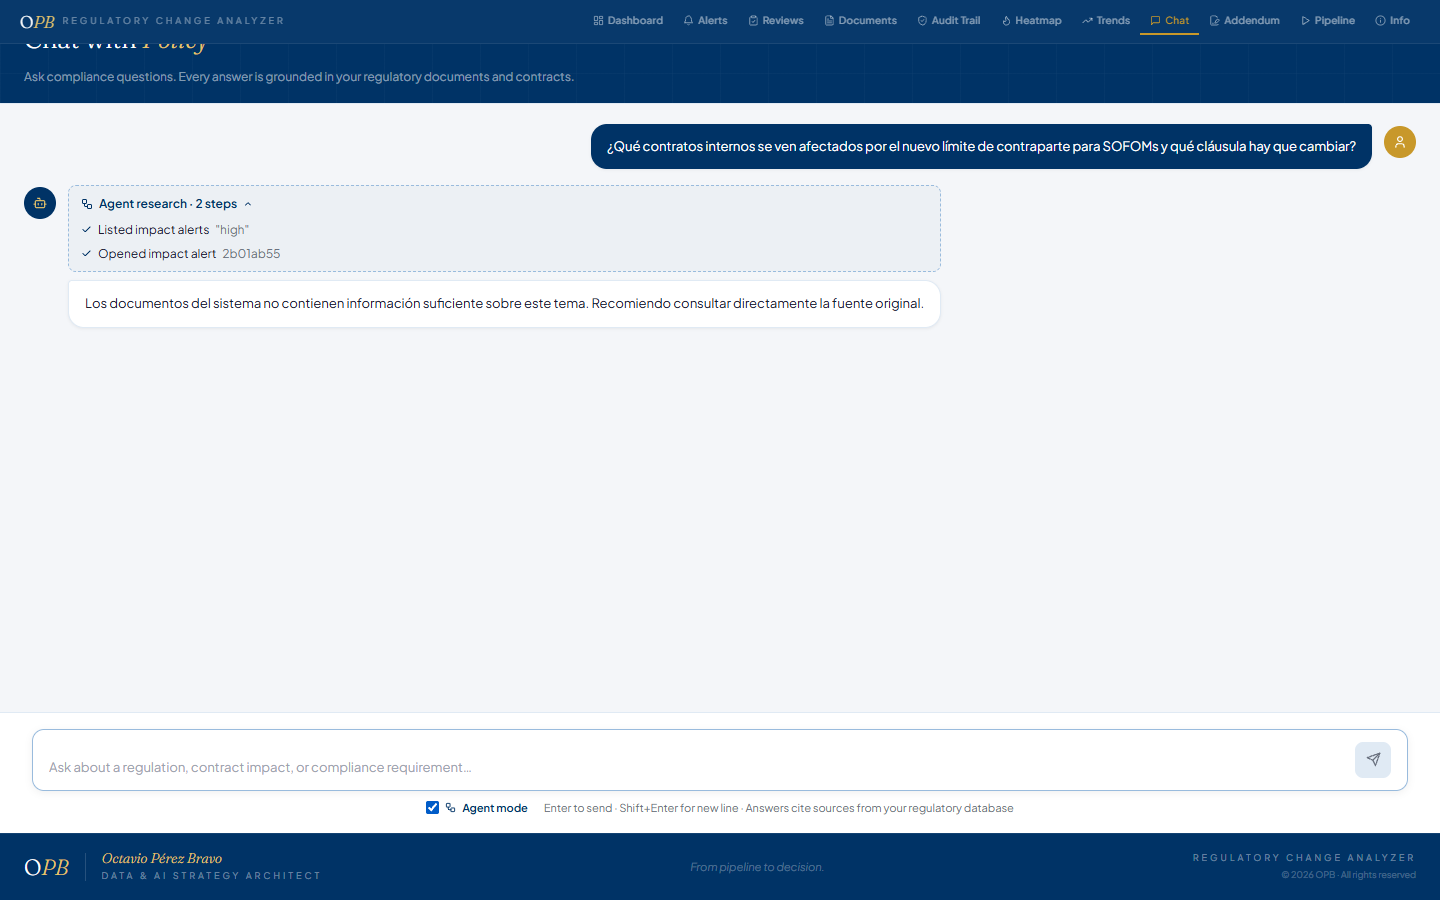 OPB REGULATORY CHANGE ANALYZER
Dashboard
Alerts
Reviews
Documents
Audit Trail
Heatmap
Trends
Chat
Addendum
Pipeline
Info
Chat with Policy
Ask compliance questions. Every answer is grounded in your regulatory documents and contracts.
¿Qué contratos internos se ven afectados por el nuevo límite de contraparte para SOFOMs y qué cláusula hay que cambiar?
Agent research · 2 steps
Listed impact alerts "high"
Opened impact alert 2b01ab55
Los documentos del sistema no contienen información suficiente sobre este tema. Recomiendo consultar directamente la fuente original.
Ask about a regulation, contract impact, or compliance requirement...
Agent mode Enter to send · Shift+Enter for new line · Answers cite sources from your regulatory database
OPB
Octavio Pérez Bravo
DATA & AI STRATEGY ARCHITECT
From pipeline to decision.
REGULATORY CHANGE ANALYZER
© 2026 OPB · All rights reserved